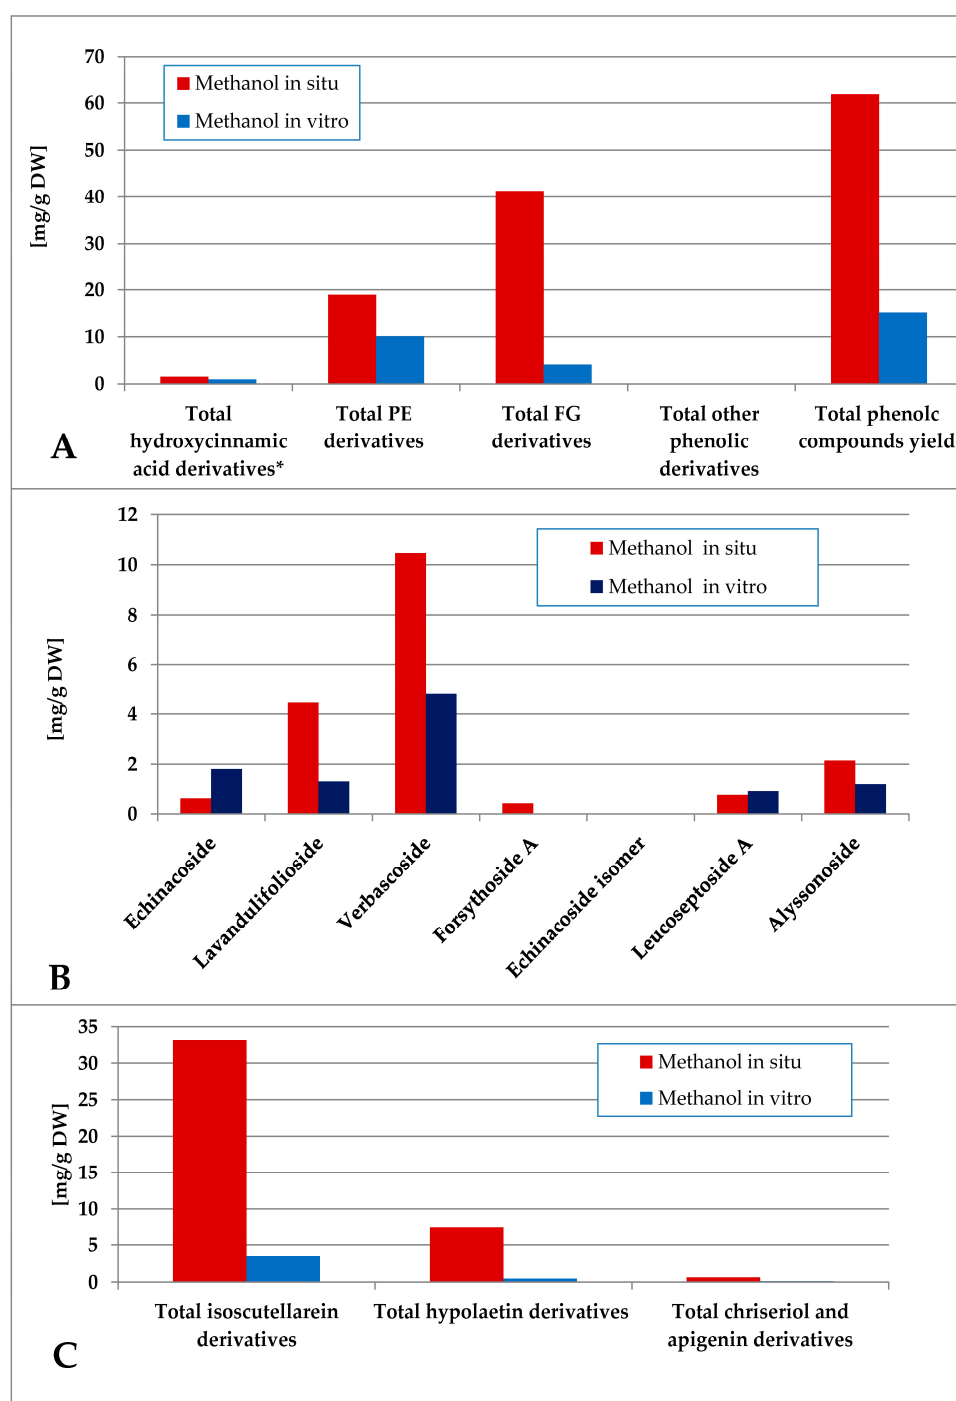 70
60
50
40
30
20
10
0
[mg/g DW]
Methanol in situ
Methanol in vitro
Total
hydroxycinnamic
acid derivatives*
Total PE
derivatives
Total FG
derivatives
Total other
phenolic
derivatives
Total phenolc
compounds yield
A
12
10
8
6
4
2
0
[mg/g DW]
Methanol in situ
Methanol in vitro
Echinacoside
Lavandulifolioside
Verbascoside
Forsythoside A
Echinacoside isomer
Leucoseptoside A
Alyssonoside
B
35
30
25
20
15
10
5
0
[mg/g DW]
Methanol in situ
Methanol in vitro
Total isoscutellarein
derivatives
Total hypolaetin derivatives
Total chriseriol and
apigenin derivatives
C